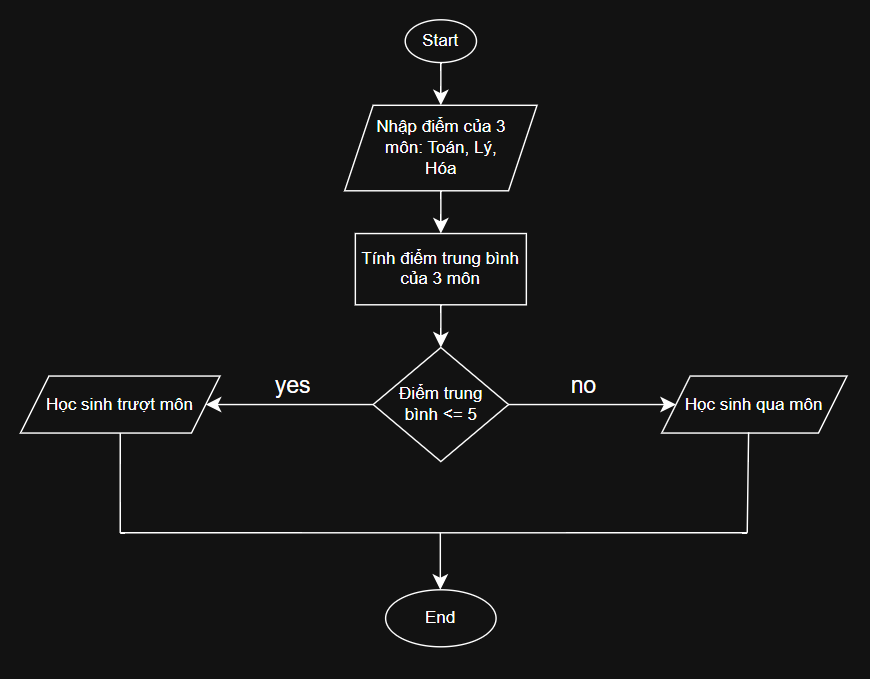 Start
Nhập điểm của 3
môn: Toán, Lý,
Hóa
Tính điểm trung bình
của 3 môn
yes
no
Học sinh trượt môn
Điểm trung
bình <= 5
Học sinh qua môn
End